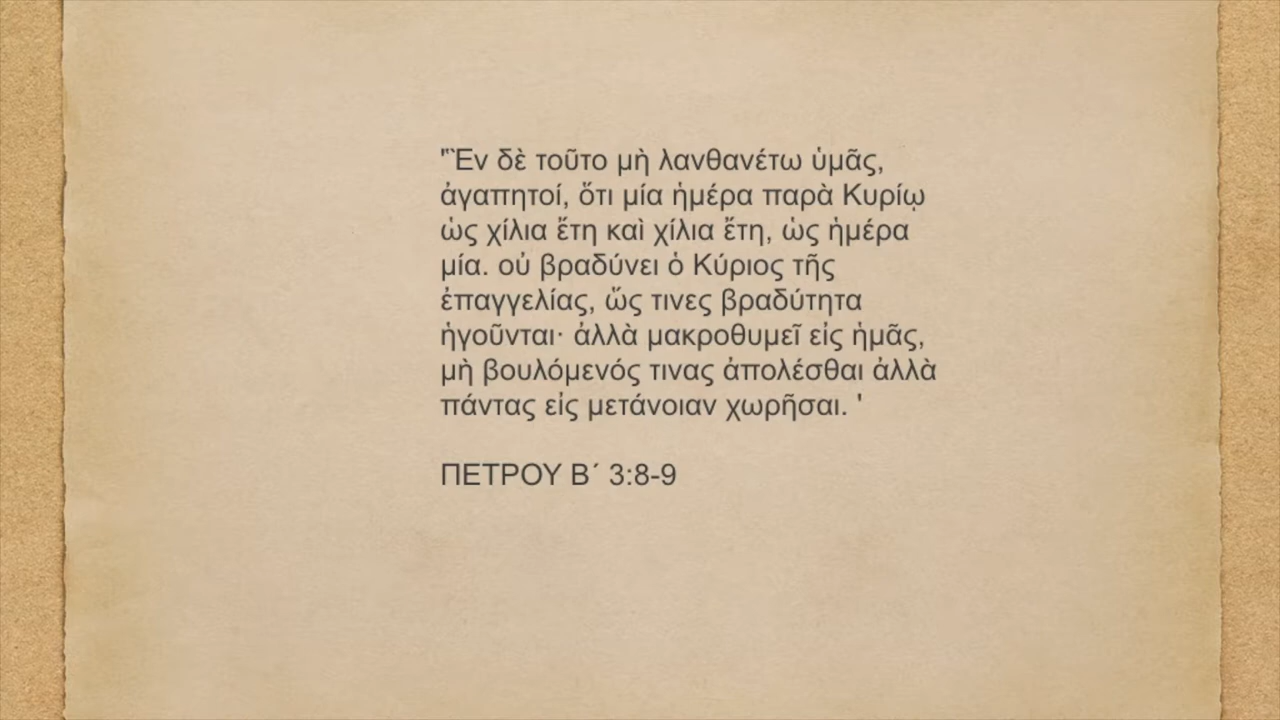 'Ἓν δὲ τοῦτο μὴ λανθανέτω ὑμᾶς,
ἀγαπητοί, ὅτι μία ἡμέρα παρὰ Κυρίῳ
ὡς χίλια ἔτη καὶ χίλια ἔτη, ὡς ἡμέρα
μία. οὐ βραδύνει ὁ Κύριος τῆς
ἐπαγγελίας, ὥς τινες βραδύτητα
ἡγοῦνται· ἀλλὰ μακροθυμεῖ εἰς ἡμᾶς,
μὴ βουλόμενός τινας ἀπολέσθαι ἀλλὰ
πάντας εἰς μετάνοιαν χωρῆσαι. '
ΠΕΤΡΟΥ Β΄ 3:8-9